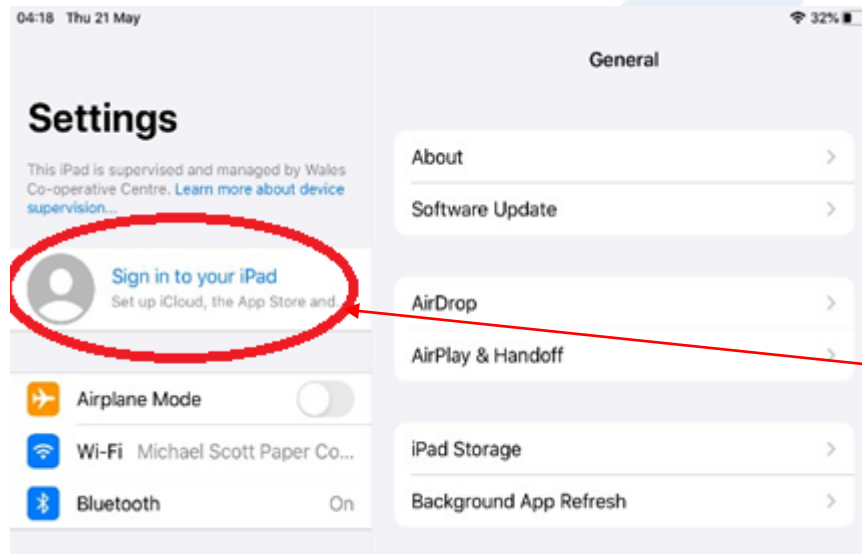 04:18 Thu 21 May
32%
Settings
This iPad is supervised and managed by Wales
Co-operative Centre. Learn more about device
supervision...
Sign in to your iPad
Set up iCloud, the App Store and...
Airplane Mode
Wi-Fi Michael Scott Paper Co...
Bluetooth On
General
About
Software Update
AirDrop
AirPlay & Handoff
iPad Storage
Background App Refresh